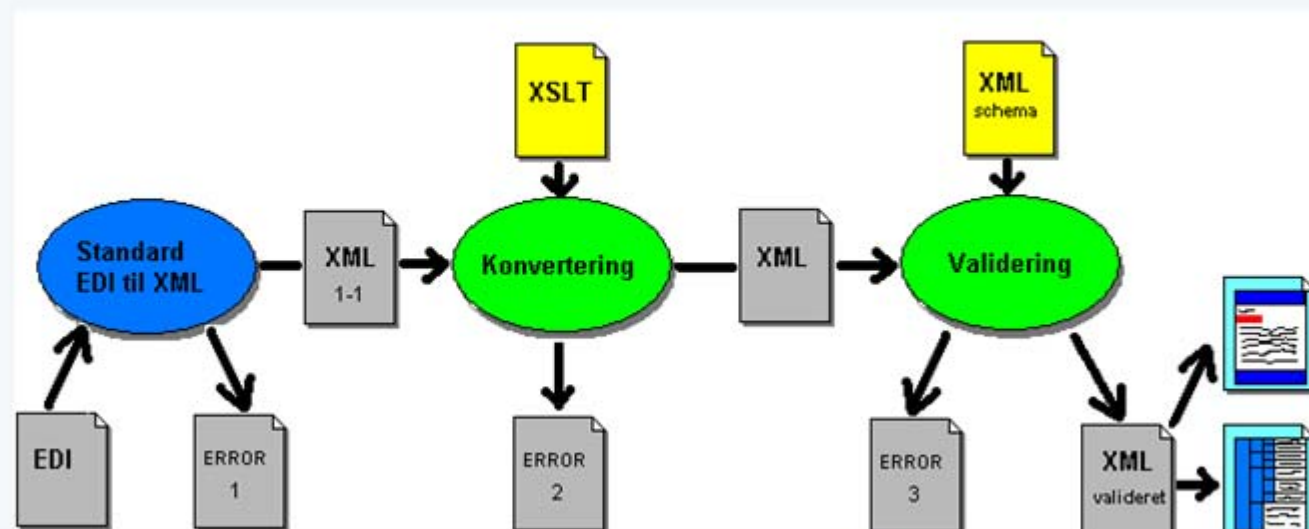 XSLT
XML
schema
Standard
EDI til XML
XML
1-1
Konvertering
XML
Validering
EDI
ERROR
1
ERROR
2
ERROR
3
XML
valideret